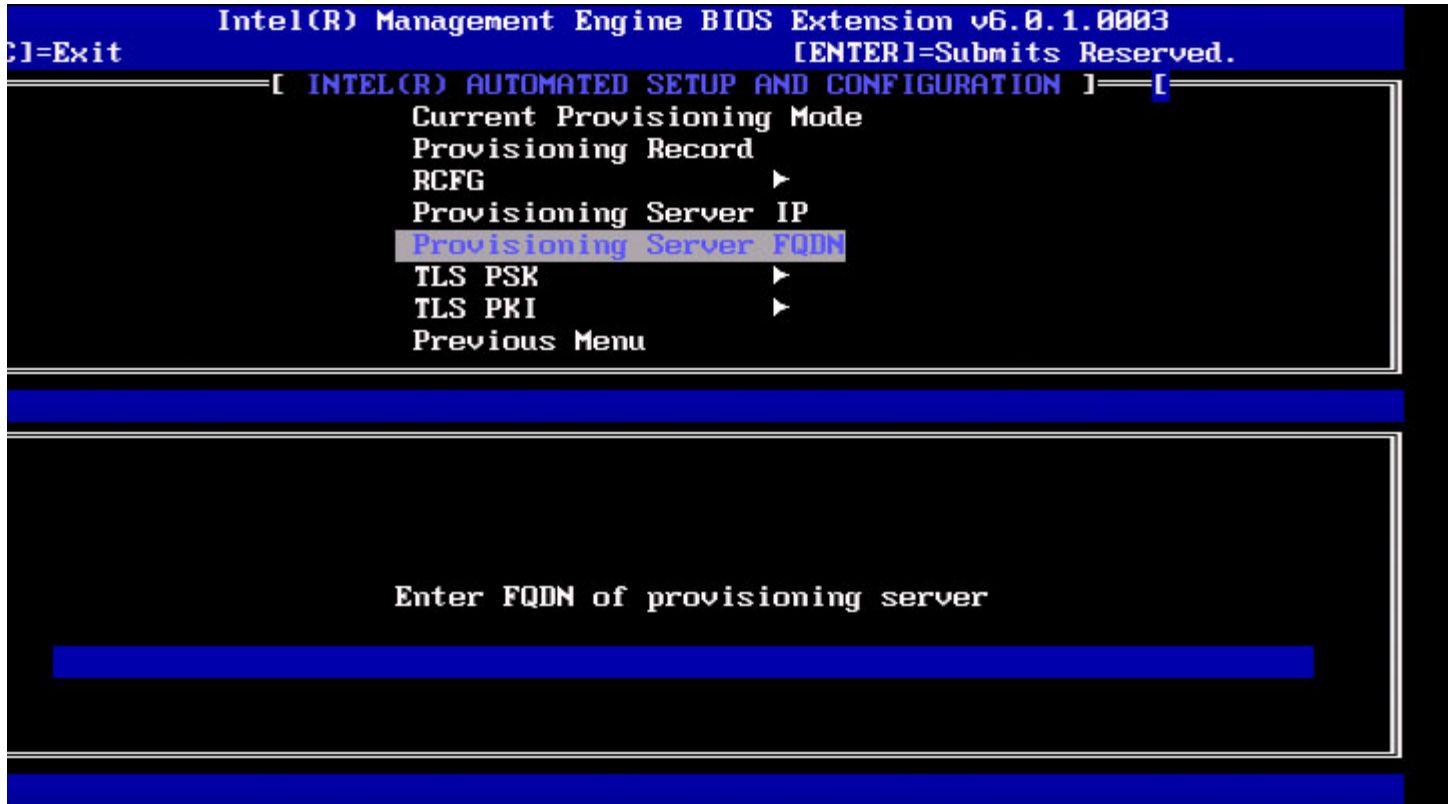 Intel(R) Management Engine BIOS Extension v6.0.1.0003
C]=Exit [ENTER]=Submits Reserved.
[ INTEL(R) AUTOMATED SETUP AND CONFIGURATION ] [
Current Provisioning Mode
Provisioning Record
RCFG ►
Provisioning Server IP
Provisioning Server FQDN
TLS PSK ►
TLS PKI ►
Previous Menu
Enter FQDN of provisioning server